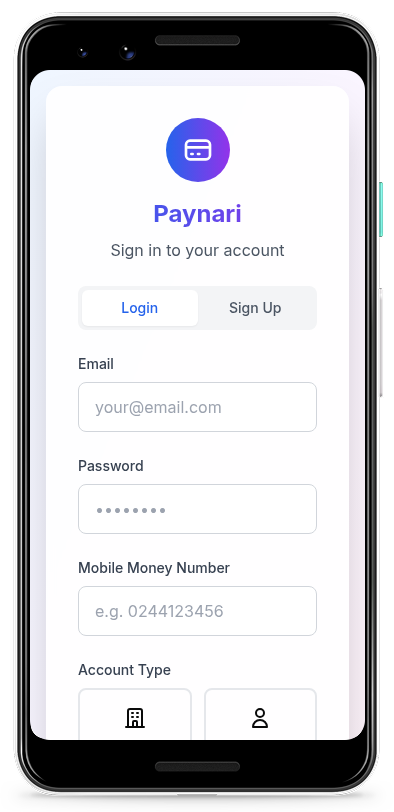 Paynari
Sign in to your account
Login
Sign Up
Email
your@email.com
Password
••••••••
Mobile Money Number
e.g. 0244123456
Account Type